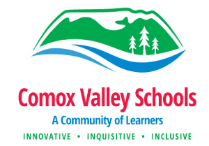 Comox Valley Schools
A Community of Learners
INNOVATIVE • INQUISITIVE • INCLUSIVE